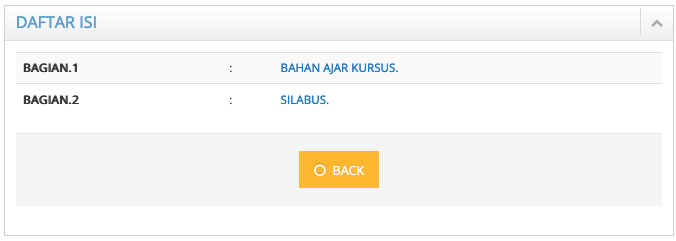 DAFTAR ISI
BAGIAN.1 : BAHAN AJAR KURSUS.
BAGIAN.2 : SILABUS.
BACK